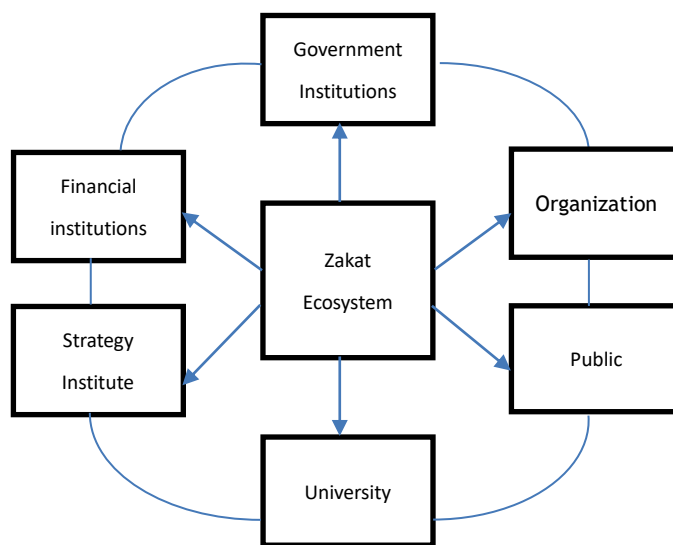 Government
Institutions
Financial
institutions
Organization
Zakat
Ecosystem
Strategy
Institute
Public
University